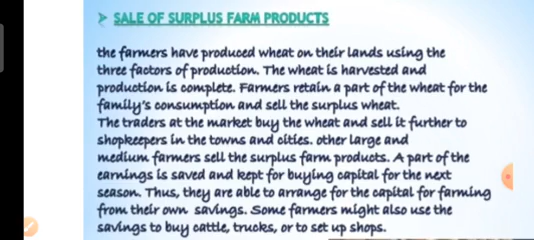 SALE OF SURPLUS FARM PRODUCTS
the farmers have produced wheat on their lands using the
three factors of production. The wheat is harvested and
production is complete. Farmers retain a part of the wheat for the
family's consumption and sell the surplus wheat.
The traders at the market buy the wheat and sell it further to
shopkeepers in the towns and cities. other large and
medium farmers sell the surplus farm products. A part of the
earnings is saved and kept for buying capital for the next
season. Thus, they are able to arrange for the capital for farming
from their own savings. Some farmers might also use the
savings to buy cattle, trucks, or to set up shops.